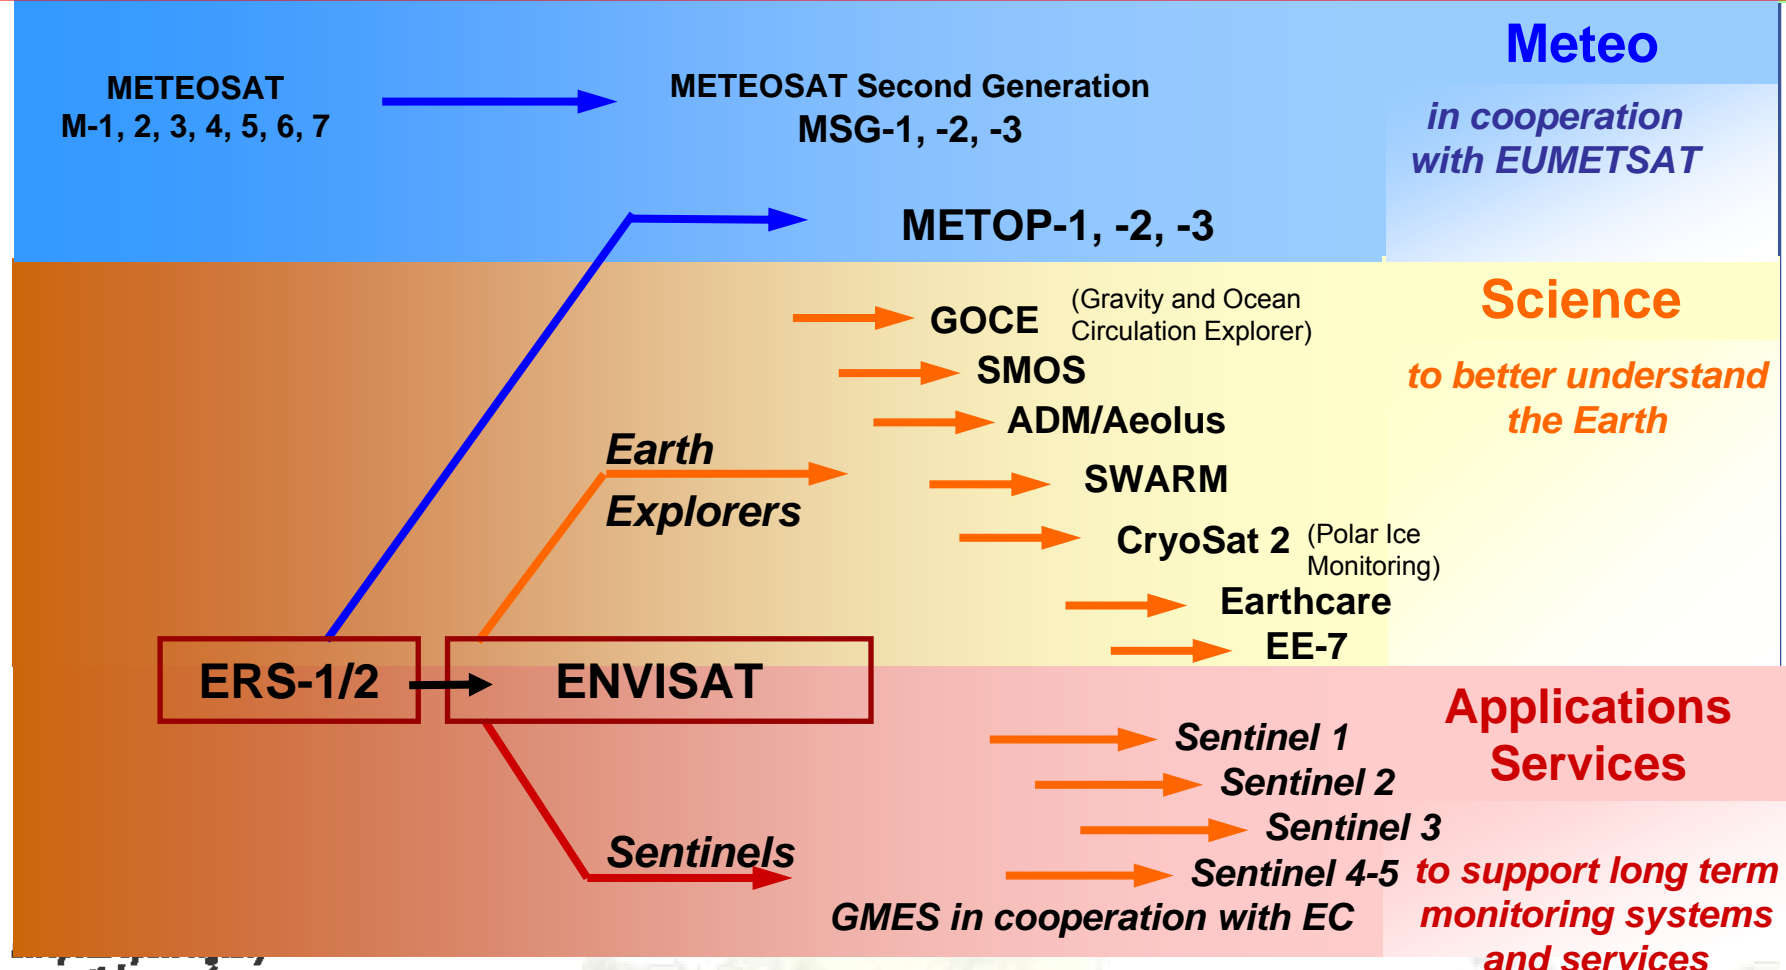 Meteo
METEOSAT
M-1, 2, 3, 4, 5, 6, 7
METEOSAT Second Generation
MSG-1, -2, -3
in cooperation
with EUMETSAT
METOP-1, -2, -3
Science
GOCE
(Gravity and Ocean
Circulation Explorer)
SMOS
to better understand
the Earth
ADM/Aeolus
Earth
Explorers
SWARM
CryoSat 2
(Polar Ice
Monitoring)
Earthcare
EE-7
ERS-1/2
ENVISAT
Applications
Services
Sentinel 1
Sentinel 2
Sentinel 3
Sentinels
Sentinel 4-5
GMES in cooperation with EC
to support long term
monitoring systems
and services